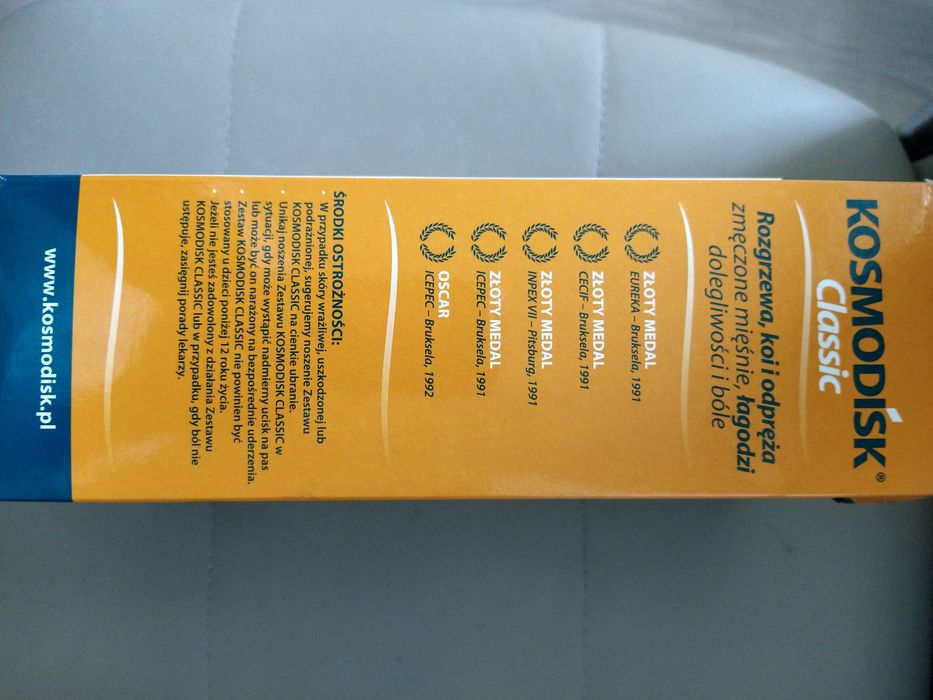 KOSMODISK®
Classic
Rozgrzewa, koi i odpręża
zmęczone mięśnie, łagodzi
dolegliwości i bóle
ZŁOTY MEDAL
EUREKA – Bruksela, 1991
ZŁOTY MEDAL
CECIF – Bruksela, 1991
ZŁOTY MEDAL
INPEX VII – Pitsburg, 1991
ZŁOTY MEDAL
ICEPEC – Bruksela, 1991
OSCAR
ICEPEC – Bruksela, 1992
ŚRODKI OSTROŻNOŚCI:
• W przypadku skóry wrażliwej, uszkodzonej lub
podrażnionej, sugerujemy noszenie Zestawu
KOSMODISK CLASSIC na cienkie ubranie.
• Unikaj noszenia Zestawu KOSMODISK CLASSIC w
sytuacji, gdy może wystąpić nadmierny ucisk na pas
lub może być on narażony na bezpośrednie uderzenia.
• Zestaw KOSMODISK CLASSIC nie powinien być
stosowany u dzieci poniżej 12 roku życia.
• Jeżeli nie jesteś zadowolony z działania Zestawu
KOSMODISK CLASSIC lub w przypadku, gdy ból nie
ustępuje, zasięgnij porady lekarzy.
www.kosmodisk.pl